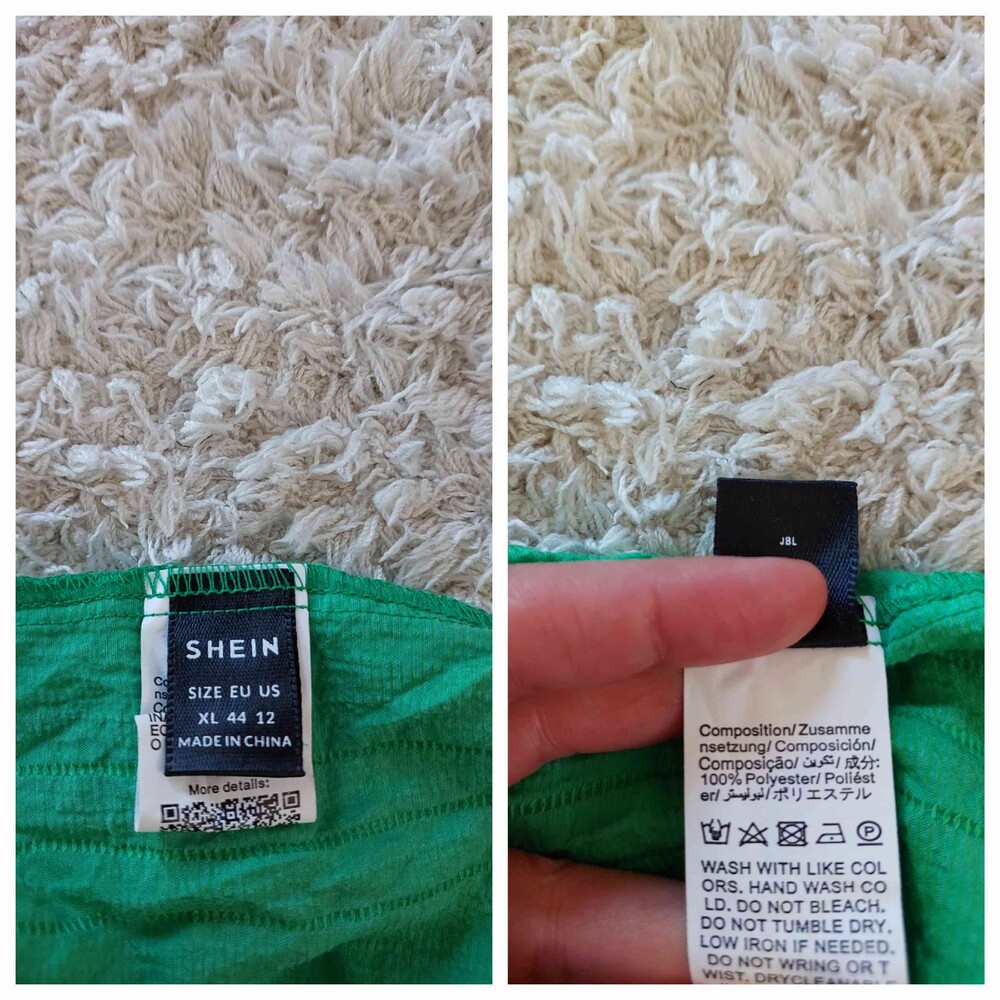 SHEIN
SIZE EU US
XL 44 12
MADE IN CHINA
More details:
JBL
Composition/ Zusamme
nsetzung/ Composición/
Composição/ تكوين/ 成分:
100% Polyester/ Poliést
er/ بوليستر/ ポリエステル
WASH WITH LIKE COL
ORS. HAND WASH CO
LD. DO NOT BLEACH.
DO NOT TUMBLE DRY.
LOW IRON IF NEEDED.
DO NOT WRING OR T
WIST. DRYCLEANABLE